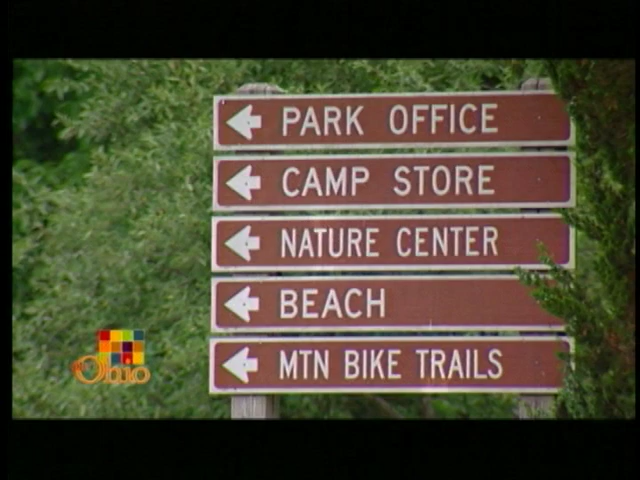 PARK OFFICE
CAMP STORE
NATURE CENTER
BEACH
MTN BIKE TRAILS
Ohio